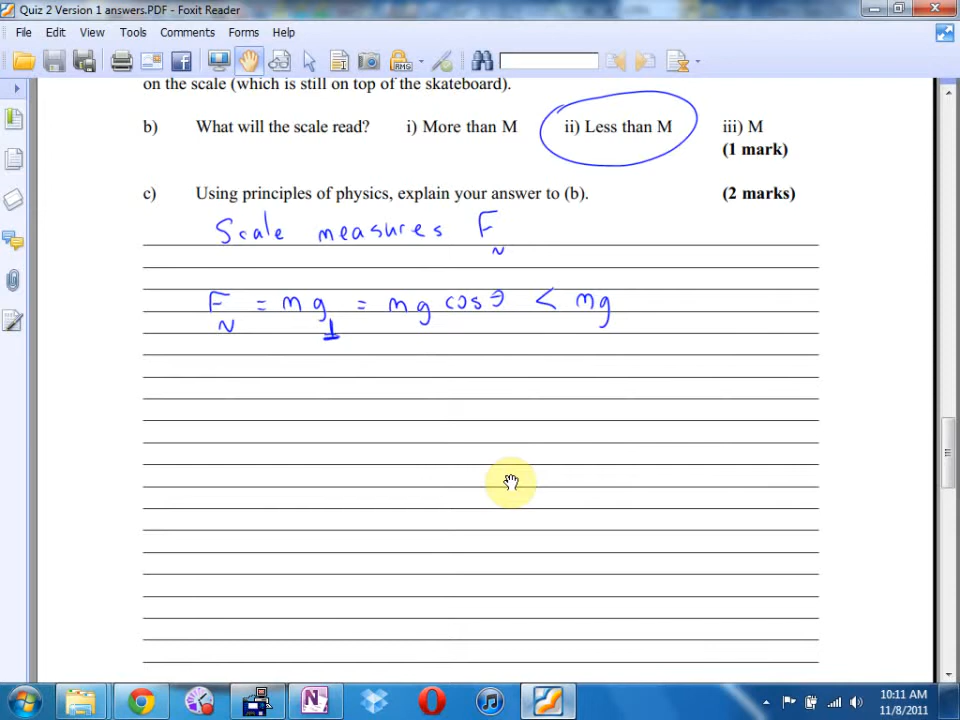 Quiz 2 Version 1 answers.PDF - Foxit Reader
File Edit View Tools Comments Forms Help
on the scale (which is still on top of the skateboard).
b) What will the scale read? i) More than M ii) Less than M iii) M
(1 mark)
c) Using principles of physics, explain your answer to (b). (2 marks)
Scale measures F_N
F_N = mg_⊥ = mg cosθ < mg
10:11 AM
11/8/2011